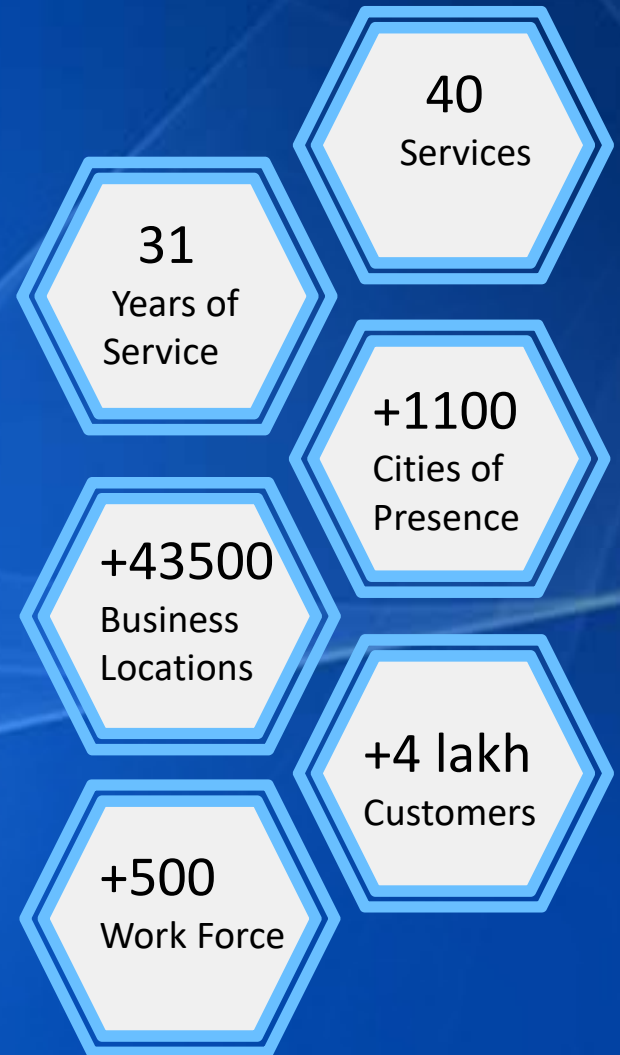 40
Services
31
Years of
Service
+1100
Cities of
Presence
+43500
Business
Locations
+4 lakh
Customers
+500
Work Force